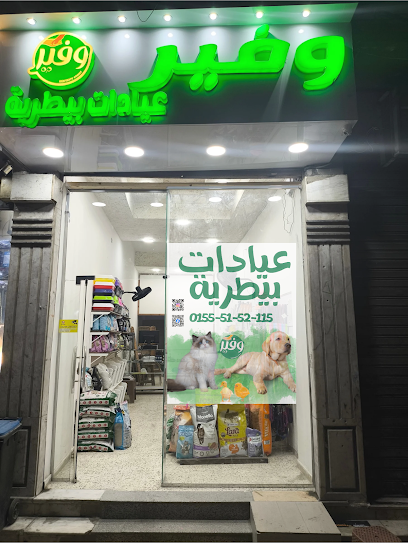 وفير
وفير
عيادات بيطرية
عيادات
بيطرية
0155-51-52-115
وفير